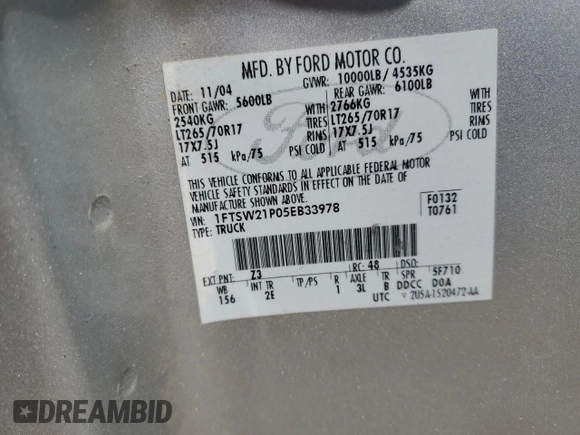 MFD. BY FORD MOTOR CO.
DATE: 11/04 GVWR: 10000LB/ 4535KG
FRONT GAWR: 5600LB REAR GAWR: 6100LB
2540KG WITH 2766KG WITH
LT265/70R17 TIRES LT265/70R17 TIRES
17X7.5J RIMS 17X7.5J RIMS
AT 515 kPa/75 PSI COLD AT 515 kPa/75 PSI COLD
Ford
THIS VEHICLE CONFORMS TO ALL APPLICABLE FEDERAL MOTOR
VEHICLE SAFETY STANDARDS IN EFFECT ON THE DATE OF
MANUFACTURE SHOWN ABOVE.
VIN: 1FTSW21P05EB33978 F0132
TYPE: TRUCK T0761
EXT PNT: Z3 RC: 48 DSO:
WB INT TR TP/PS R AXLE TR SPR 5F710
156 2E 1 3L B DDCC D0A
UTC ▽ 2U5A-1520472-AA
DREAMBID